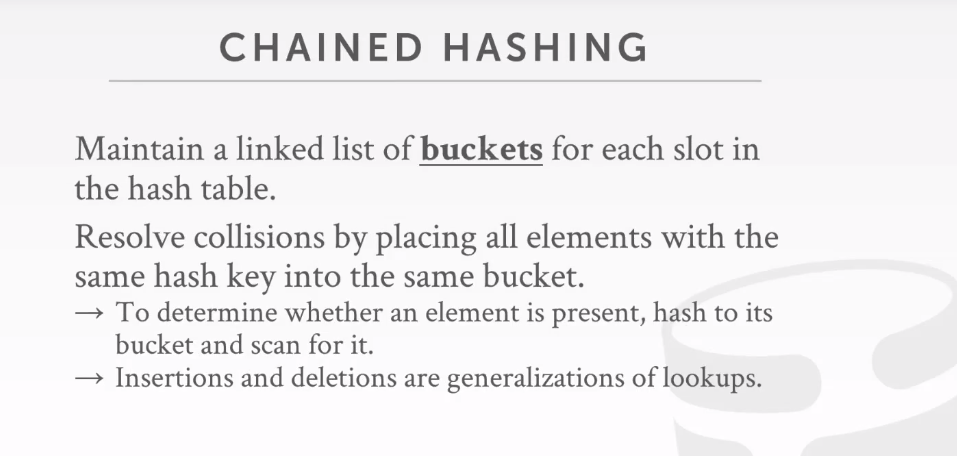 CHAINED HASHING
Maintain a linked list of buckets for each slot in
the hash table.
Resolve collisions by placing all elements with the
same hash key into the same bucket.
→ To determine whether an element is present, hash to its
bucket and scan for it.
→ Insertions and deletions are generalizations of lookups.